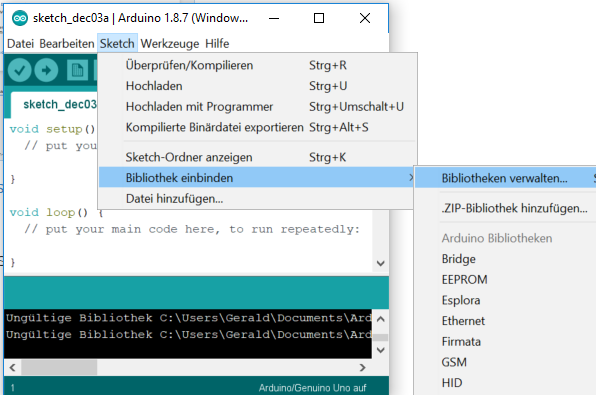 sketch_dec03a | Arduino 1.8.7 (Window...
Datei Bearbeiten Sketch Werkzeuge Hilfe
Überprüfen/Kompilieren Strg+R
Hochladen Strg+U
Hochladen mit Programmer Strg+Umschalt+U
Kompilierte Binärdatei exportieren Strg+Alt+S
Sketch-Ordner anzeigen Strg+K
Bibliothek einbinden
Datei hinzufügen...
Bibliotheken verwalten...
.ZIP-Bibliothek hinzufügen...
Arduino Bibliotheken
Bridge
EEPROM
Esplora
Ethernet
Firmata
GSM
HID
sketch_dec03a
void setup()
// put you
}
void loop() {
// put your main code here, to run repeatedly:
}
Ungültige Bibliothek C:\Users\Gerald\Documents\Ard
Ungültige Bibliothek C:\Users\Gerald\Documents\Ard
1 Arduino/Genuino Uno auf